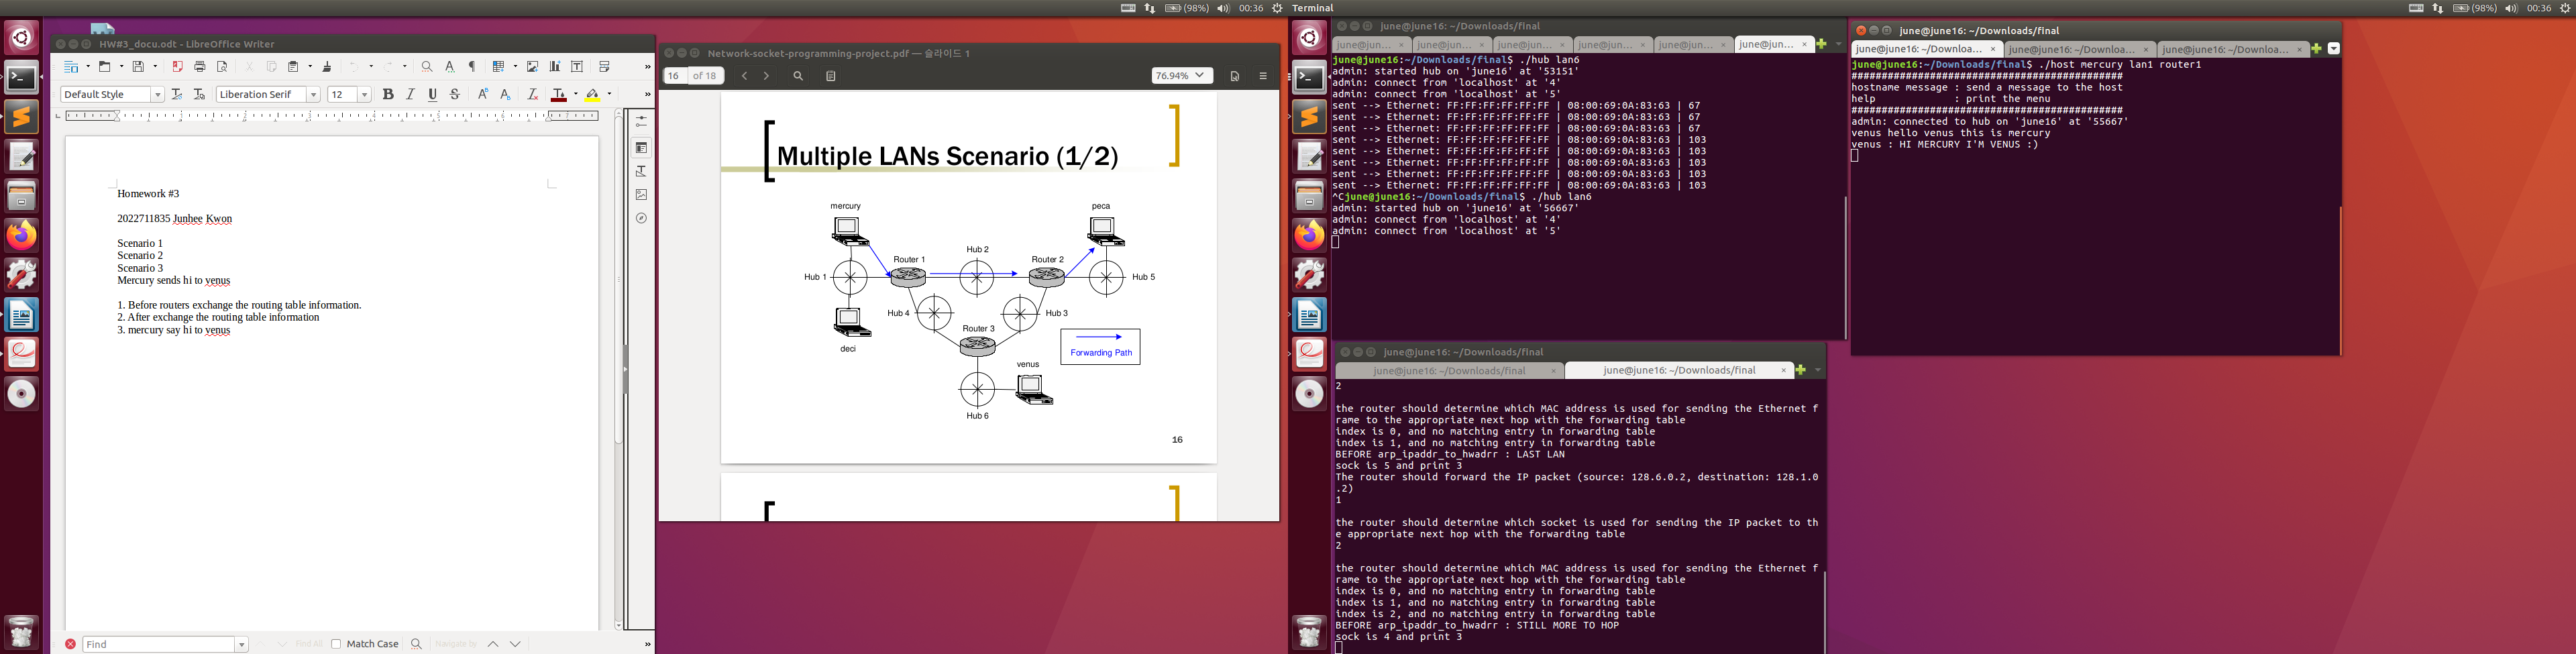 (98%) 00:36
HW#3_docu.odt - LibreOffice Writer
Default Style
Liberation Serif
12
Homework #3
2022711835 Junhee Kwon
Scenario 1
Scenario 2
Scenario 3
Mercury sends hi to venus
1. Before routers exchange the routing table information.
2. After exchange the routing table information
3. mercury say hi to venus
Find
Find All
Match Case
Navigate by
Network-socket-programming-project.pdf — 슬라이드 1
16 of 18
76.94%
Multiple LANs Scenario (1/2)
mercury
peca
Hub 2
Router 1
Router 2
Hub 1
Hub 5
Hub 4
Hub 3
Router 3
deci
Forwarding Path
venus
Hub 6
16
Terminal
(98%) 00:36
june@june16: ~/Downloads/final
june@jun...
june@jun...
june@jun...
june@jun...
june@jun...
june@jun...
june@june16:~/Downloads/final$ ./hub lan6
admin: started hub on 'june16' at '53151'
admin: connect from 'localhost' at '4'
admin: connect from 'localhost' at '5'
sent --> Ethernet: FF:FF:FF:FF:FF:FF | 08:00:69:0A:83:63 | 67
sent --> Ethernet: FF:FF:FF:FF:FF:FF | 08:00:69:0A:83:63 | 67
sent --> Ethernet: FF:FF:FF:FF:FF:FF | 08:00:69:0A:83:63 | 67
sent --> Ethernet: FF:FF:FF:FF:FF:FF | 08:00:69:0A:83:63 | 103
sent --> Ethernet: FF:FF:FF:FF:FF:FF | 08:00:69:0A:83:63 | 103
sent --> Ethernet: FF:FF:FF:FF:FF:FF | 08:00:69:0A:83:63 | 103
sent --> Ethernet: FF:FF:FF:FF:FF:FF | 08:00:69:0A:83:63 | 103
sent --> Ethernet: FF:FF:FF:FF:FF:FF | 08:00:69:0A:83:63 | 103
^Cjune@june16:~/Downloads/final$ ./hub lan6
admin: started hub on 'june16' at '56667'
admin: connect from 'localhost' at '4'
admin: connect from 'localhost' at '5'
june@june16: ~/Downloads/final
june@june16: ~/Downloa...
june@june16: ~/Downloa...
june@june16: ~/Downloa...
june@june16:~/Downloads/final$ ./host mercury lan1 router1
#############################################
hostname message : send a message to the host
help             : print the menu
#############################################
admin: connected to hub on 'june16' at '55667'
venus hello venus this is mercury
venus : HI MERCURY I'M VENUS :)
june@june16: ~/Downloads/final
june@june16: ~/Downloads/final
june@june16: ~/Downloads/final
2
the router should determine which MAC address is used for sending the Ethernet f
rame to the appropriate next hop with the forwarding table
index is 0, and no matching entry in forwarding table
index is 1, and no matching entry in forwarding table
BEFORE arp_ipaddr_to_hwadrr : LAST LAN
sock is 5 and print 3
The router should forward the IP packet (source: 128.6.0.2, destination: 128.1.0
.2)
1
the router should determine which socket is used for sending the IP packet to th
e appropriate next hop with the forwarding table
2
the router should determine which MAC address is used for sending the Ethernet f
rame to the appropriate next hop with the forwarding table
index is 0, and no matching entry in forwarding table
index is 1, and no matching entry in forwarding table
index is 2, and no matching entry in forwarding table
BEFORE arp_ipaddr_to_hwadrr : STILL MORE TO HOP
sock is 4 and print 3